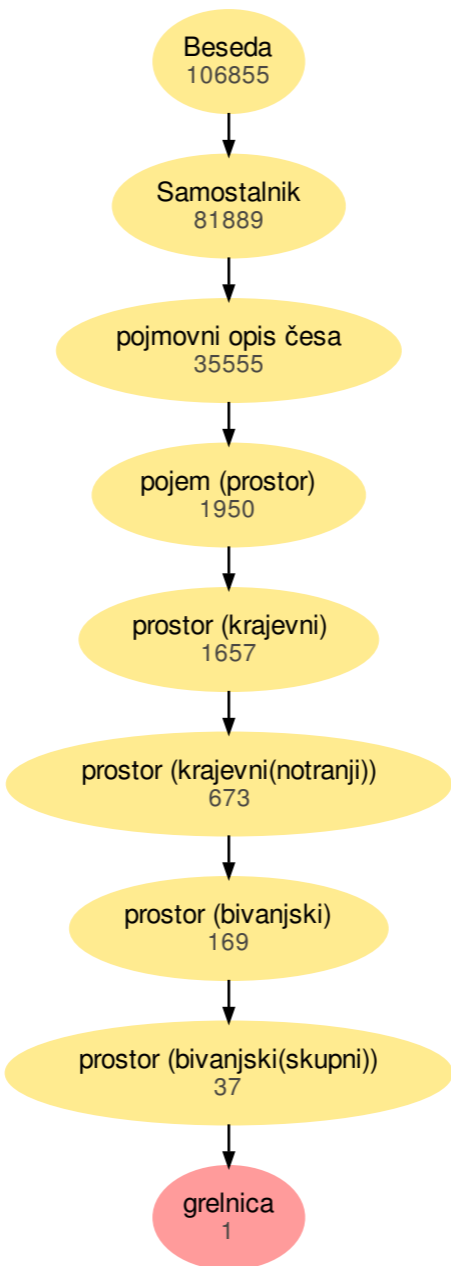 Beseda
106855
Samostalnik
81889
pojmovni opis česa
35555
pojem (prostor)
1950
prostor (krajevni)
1657
prostor (krajevni(notranji))
673
prostor (bivanjski)
169
prostor (bivanjski(skupni))
37
grelnica
1